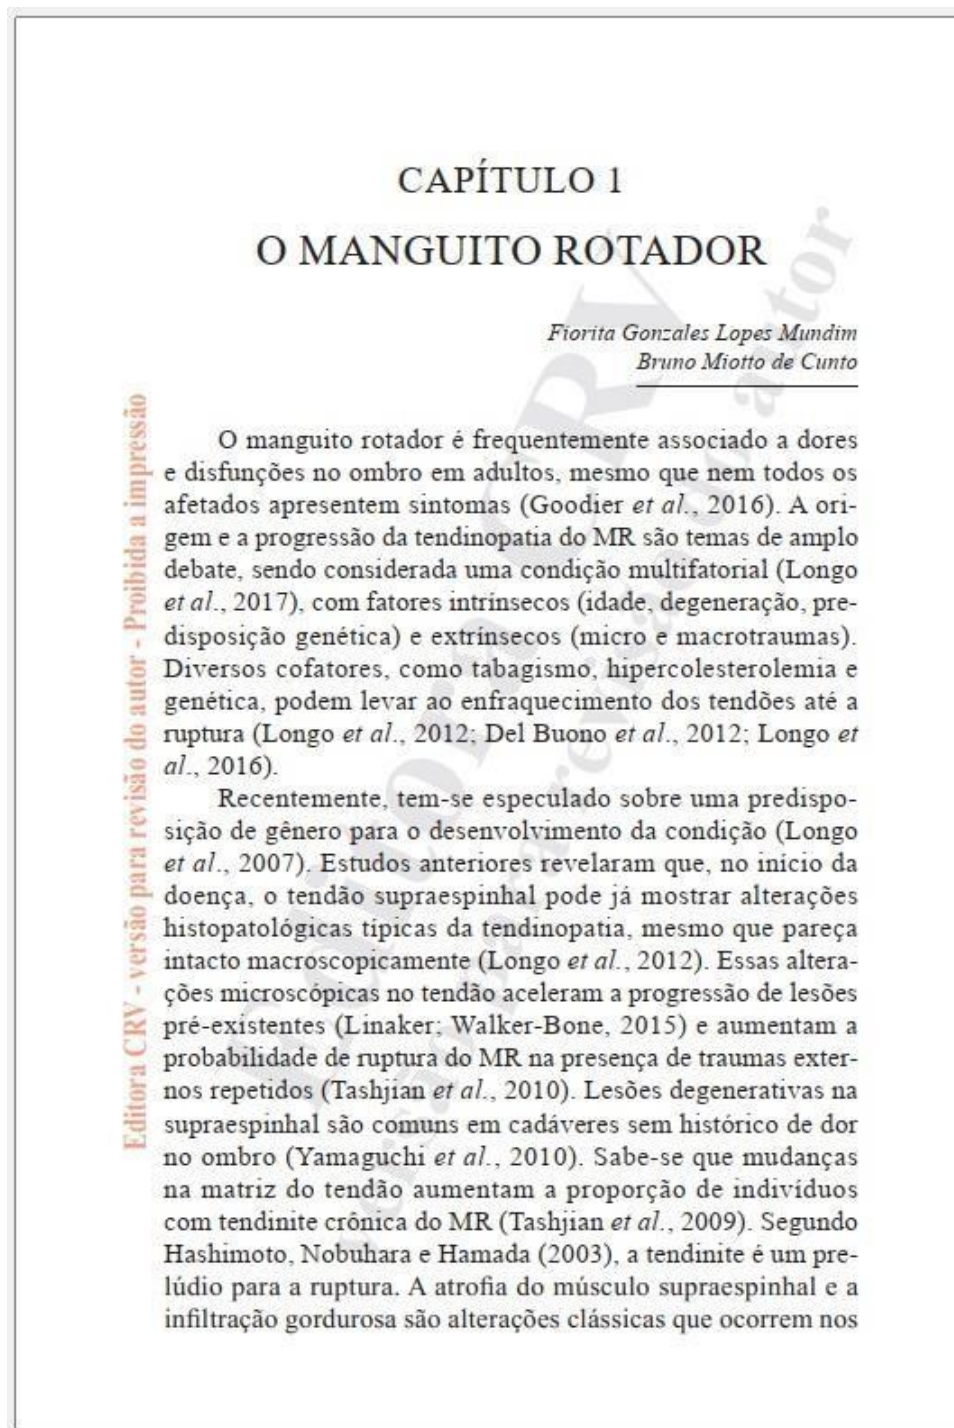 CAPÍTULO 1
O MANGUITO ROTADOR
Fiorita Gonzales Lopes Mundim
Bruno Miotto de Cunto
O manguito rotador é frequentemente associado a dores
e disfunções no ombro em adultos, mesmo que nem todos os
afetados apresentem sintomas (Goodier et al., 2016). A ori-
gem e a progressão da tendinopatia do MR são temas de amplo
debate, sendo considerada uma condição multifatorial (Longo
et al., 2017), com fatores intrínsecos (idade, degeneração, pre-
disposição genética) e extrínsecos (micro e macrotraumas).
Diversos cofatores, como tabagismo, hipercolesterolemia e
genética, podem levar ao enfraquecimento dos tendões até a
ruptura (Longo et al., 2012; Del Buono et al., 2012; Longo et
al., 2016).
Recentemente, tem-se especulado sobre uma predispo-
sição de gênero para o desenvolvimento da condição (Longo
et al., 2007). Estudos anteriores revelaram que, no início da
doença, o tendão supraespinhal pode já mostrar alterações
histopatológicas típicas da tendinopatia, mesmo que pareça
intacto macroscopicamente (Longo et al., 2012). Essas altera-
ções microscópicas no tendão aceleram a progressão de lesões
pré-existentes (Linaker; Walker-Bone, 2015) e aumentam a
probabilidade de ruptura do MR na presença de traumas exter-
nos repetidos (Tashjian et al., 2010). Lesões degenerativas na
supraespinhal são comuns em cadáveres sem histórico de dor
no ombro (Yamaguchi et al., 2010). Sabe-se que mudanças
na matriz do tendão aumentam a proporção de indivíduos
com tendinite crônica do MR (Tashjian et al., 2009). Segundo
Hashimoto, Nobuhara e Hamada (2003), a tendinite é um pre-
lúdio para a ruptura. A atrofia do músculo supraespinhal e a
infiltração gordurosa são alterações clássicas que ocorrem nos
Editora CRV - versão para revisão do autor - Proibida a impressão
Editora CRV
versão para revisão do autor